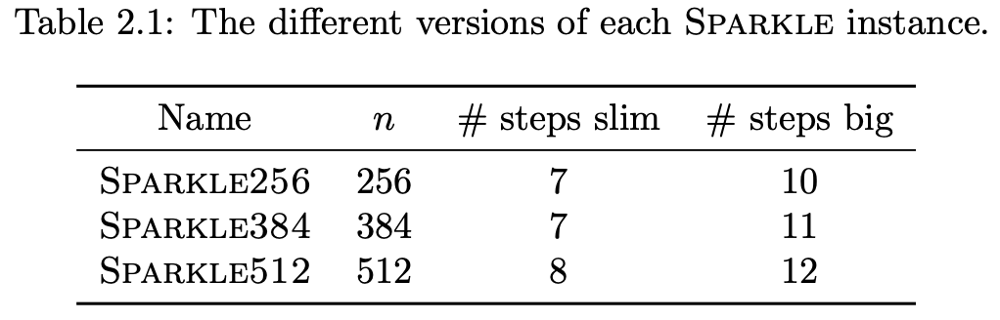 Table 2.1: The different versions of each SPARKLE instance.
Name n # steps slim # steps big
SPARKLE256 256 7 10
SPARKLE384 384 7 11
SPARKLE512 512 8 12